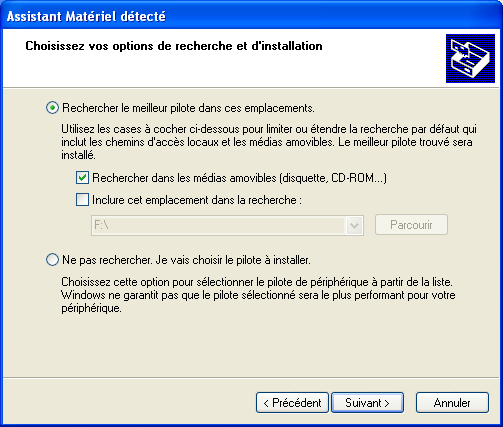 Assistant Matériel détecté
Choisissez vos options de recherche et d'installation
Rechercher le meilleur pilote dans ces emplacements.
Utilisez les cases à cocher ci-dessous pour limiter ou étendre la recherche par défaut qui
inclut les chemins d'accès locaux et les médias amovibles. Le meilleur pilote trouvé sera
installé.
Rechercher dans les médias amovibles (disquette, CD-ROM...)
Inclure cet emplacement dans la recherche :
F:\
Parcourir
Ne pas rechercher. Je vais choisir le pilote à installer.
Choisissez cette option pour sélectionner le pilote de périphérique à partir de la liste.
Windows ne garantit pas que le pilote sélectionné sera le plus performant pour votre
périphérique.
< Précédent
Suivant >
Annuler